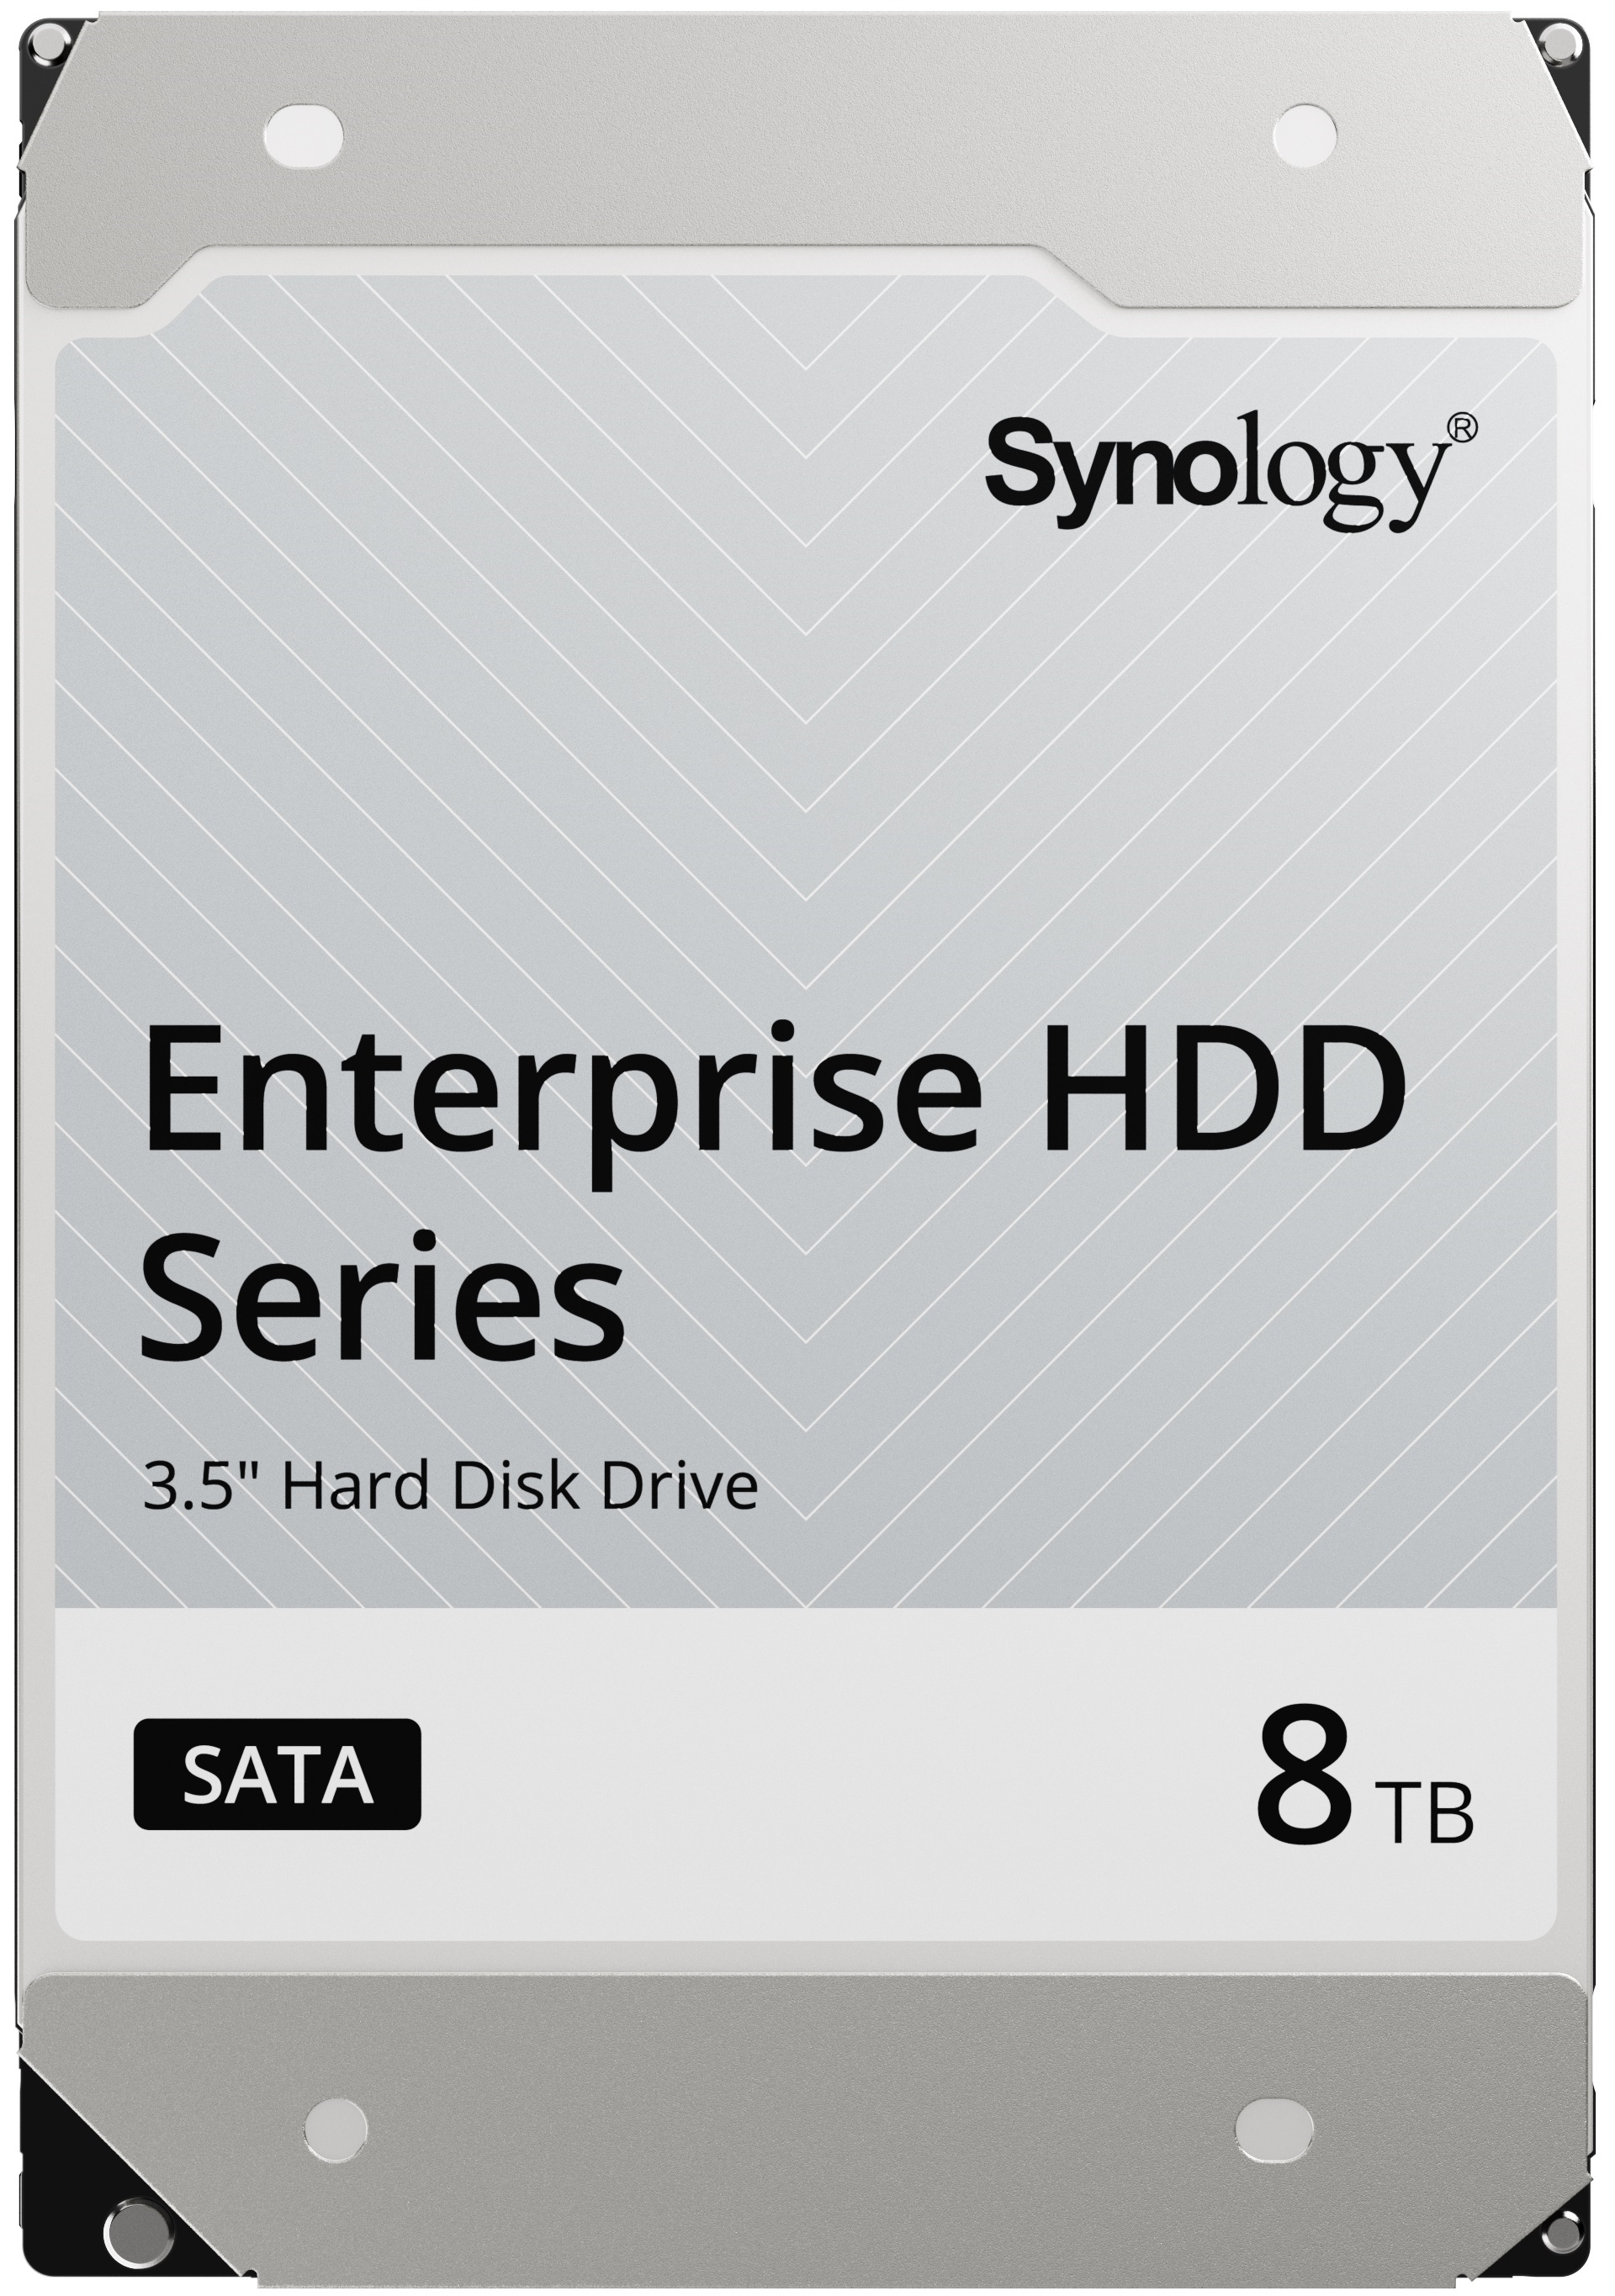 Synology®
Enterprise HDD
Series
3.5" Hard Disk Drive
SATA
8 TB